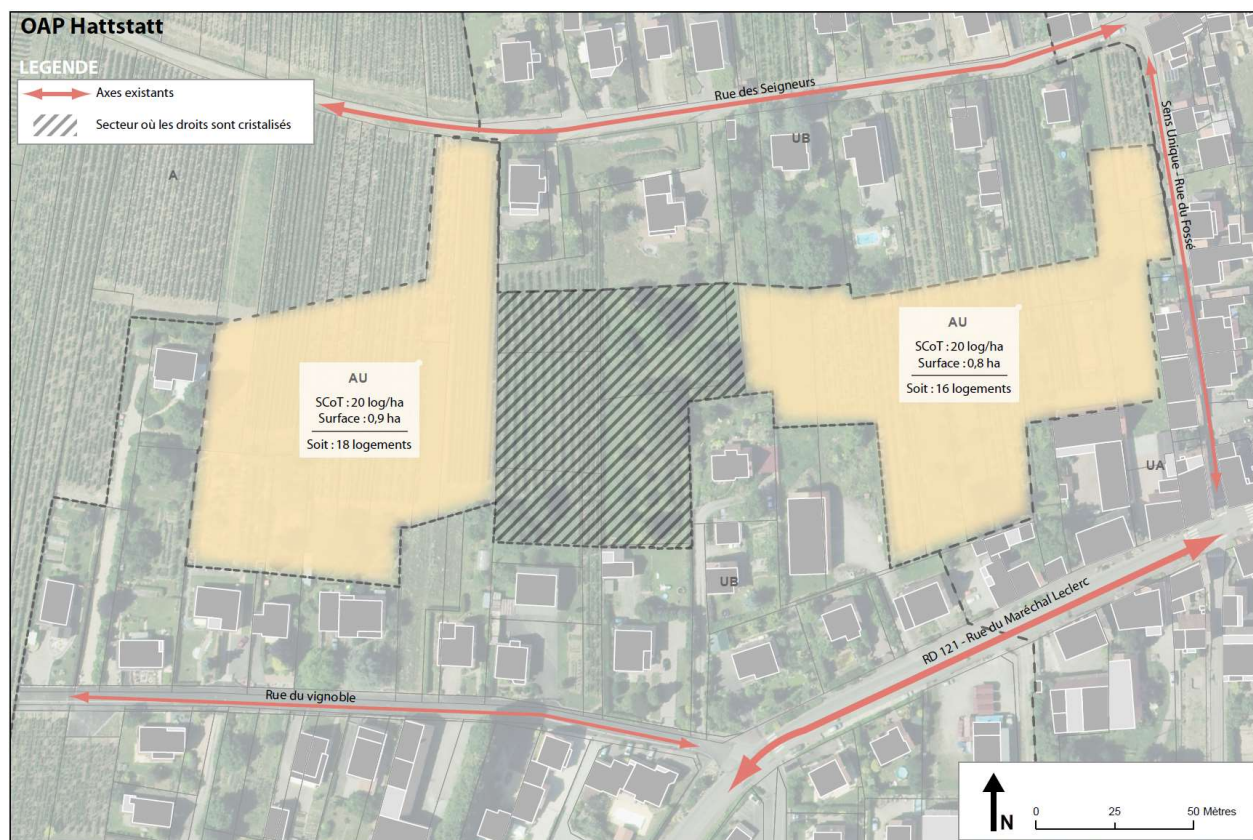 OAP Hattstatt
LEGENDE
Axes existants
Secteur où les droits sont cristalisés
Rue des Seigneurs
Sens Unique - Rue du Fossé
A
UB
AU
SCoT : 20 log/ha
Surface : 0,9 ha
Soit : 18 logements
AU
SCoT : 20 log/ha
Surface : 0,8 ha
Soit : 16 logements
UA
UB
RD 121 - Rue du Maréchal Leclerc
Rue du vignoble
N
0 25 50 Mètres